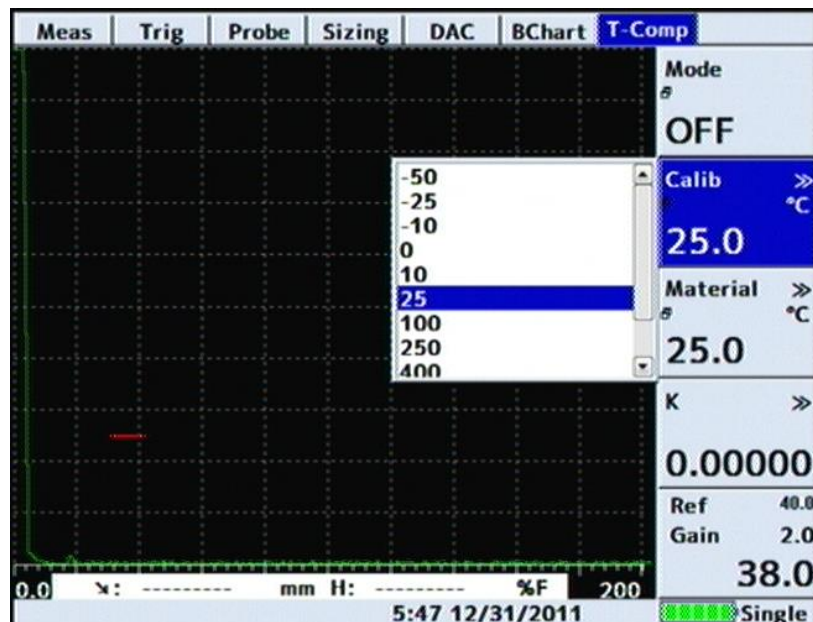 Meas Trig Probe Sizing DAC BChart T-Comp
Mode
OFF
-50
-25
-10
0
10
25
100
250
400
Calib >>
°C
25.0
Material >>
°C
25.0
K >>
0.00000
Ref 40.0
Gain 2.0
38.0
0.0 ↘: --------- mm H: --------- %F 200
5:47 12/31/2011
Single